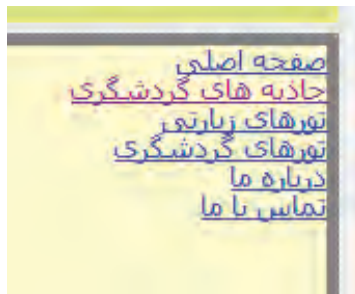 صفحه اصلی
جاذبه های گردشگری
تورهای زیارتی
تورهای گردشگری
درباره ما
تماس با ما